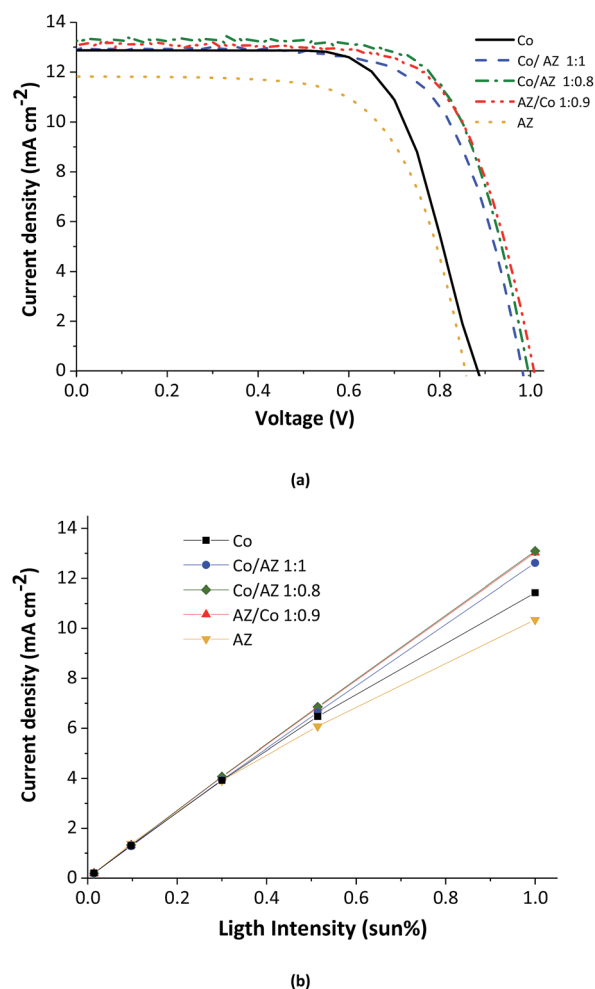 14
12
10
8
6
4
2
0
Current density (mA cm⁻²)
0.0
0.2
0.4
0.6
0.8
1.0
Voltage (V)
Co
Co/ AZ 1:1
Co/AZ 1:0.8
AZ/Co 1:0.9
AZ
(a)
14
12
10
8
6
4
2
0
Current density (mA cm⁻²)
Co
Co/AZ 1:1
Co/AZ 1:0.8
AZ/Co 1:0.9
AZ
0.0
0.2
0.4
0.6
0.8
1.0
Ligth Intensity (sun%)
(b)